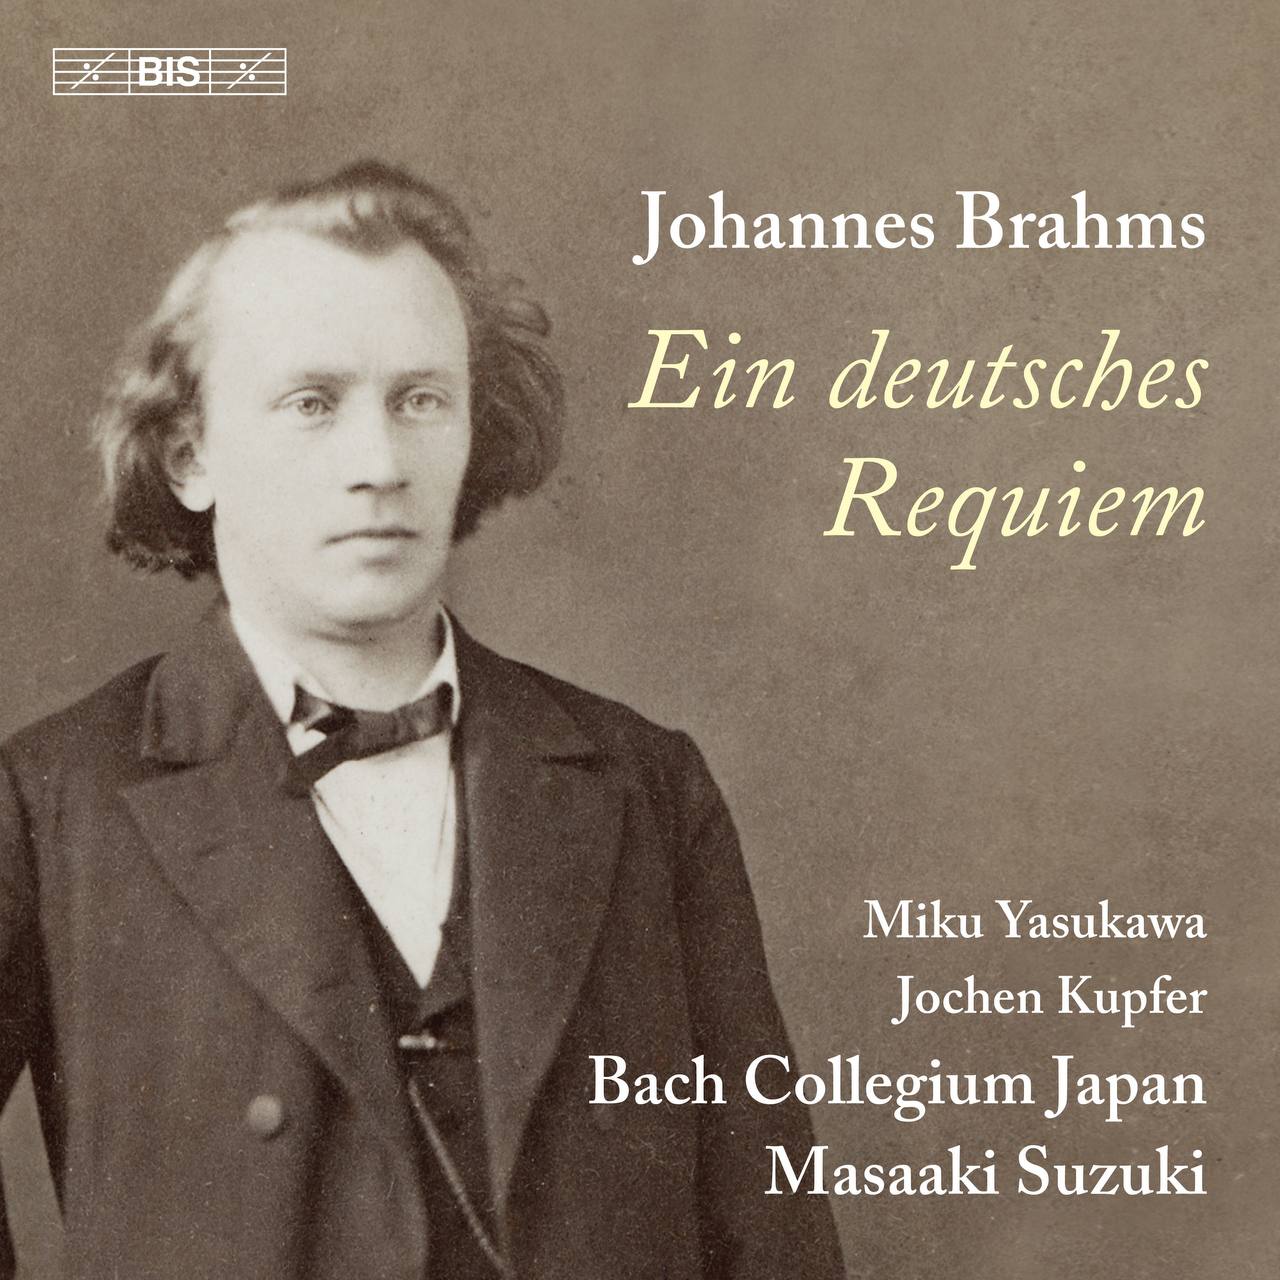 BIS
Johannes Brahms
Ein deutsches
Requiem
Miku Yasukawa
Jochen Kupfer
Bach Collegium Japan
Masaaki Suzuki